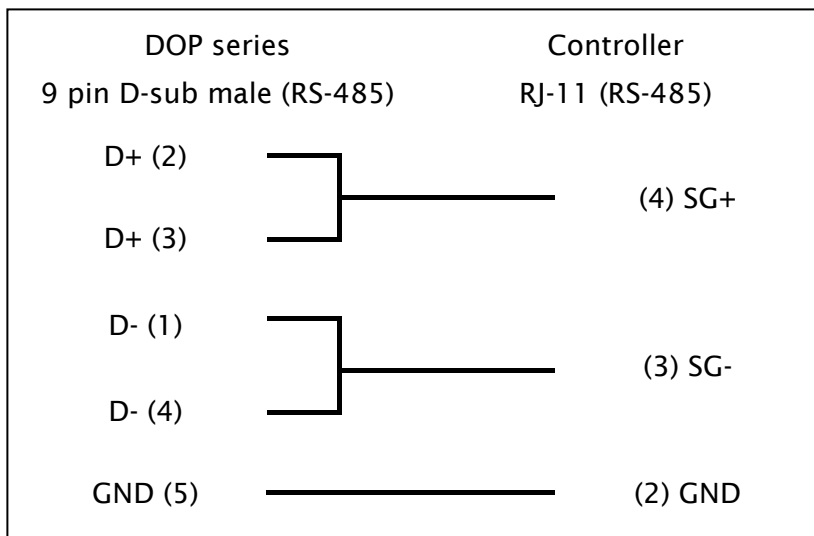 DOP series Controller
9 pin D-sub male (RS-485) RJ-11 (RS-485)
D+ (2)
(4) SG+
D+ (3)
D- (1)
(3) SG-
D- (4)
GND (5) (2) GND